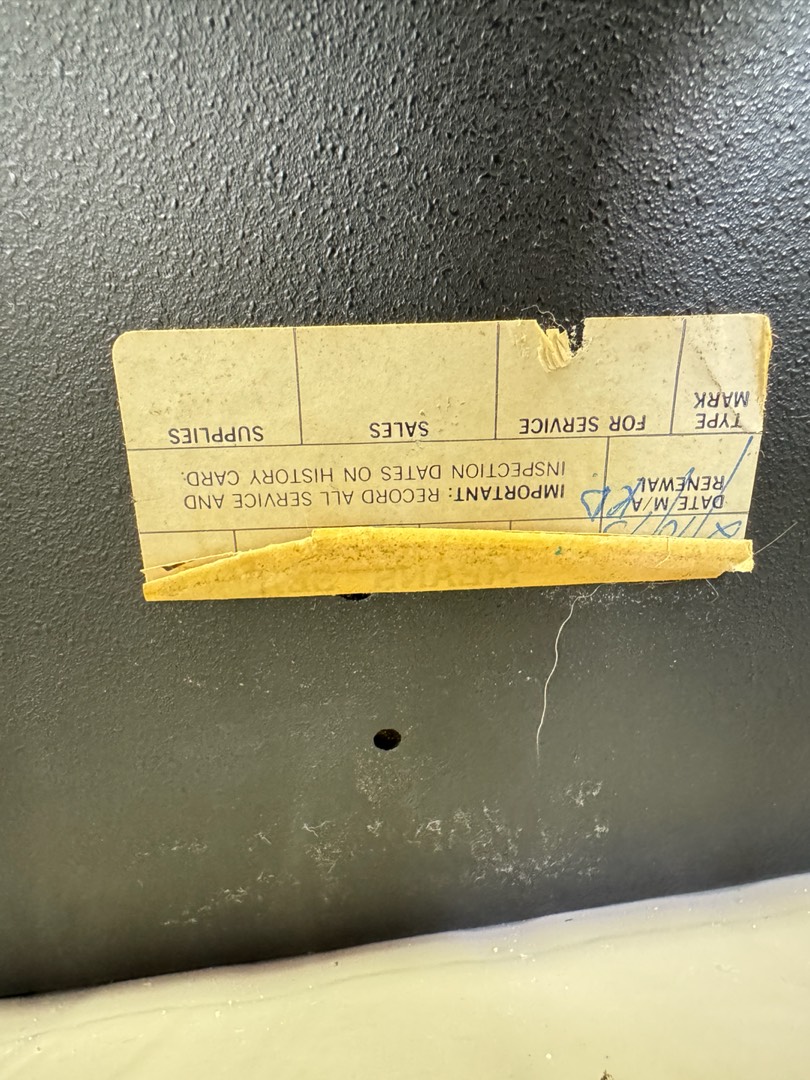 DATE M/A
RENEWAL
IMPORTANT: RECORD ALL SERVICE AND
INSPECTION DATES ON HISTORY CARD.
TYPE
MARK
FOR SERVICE
SALES
SUPPLIES